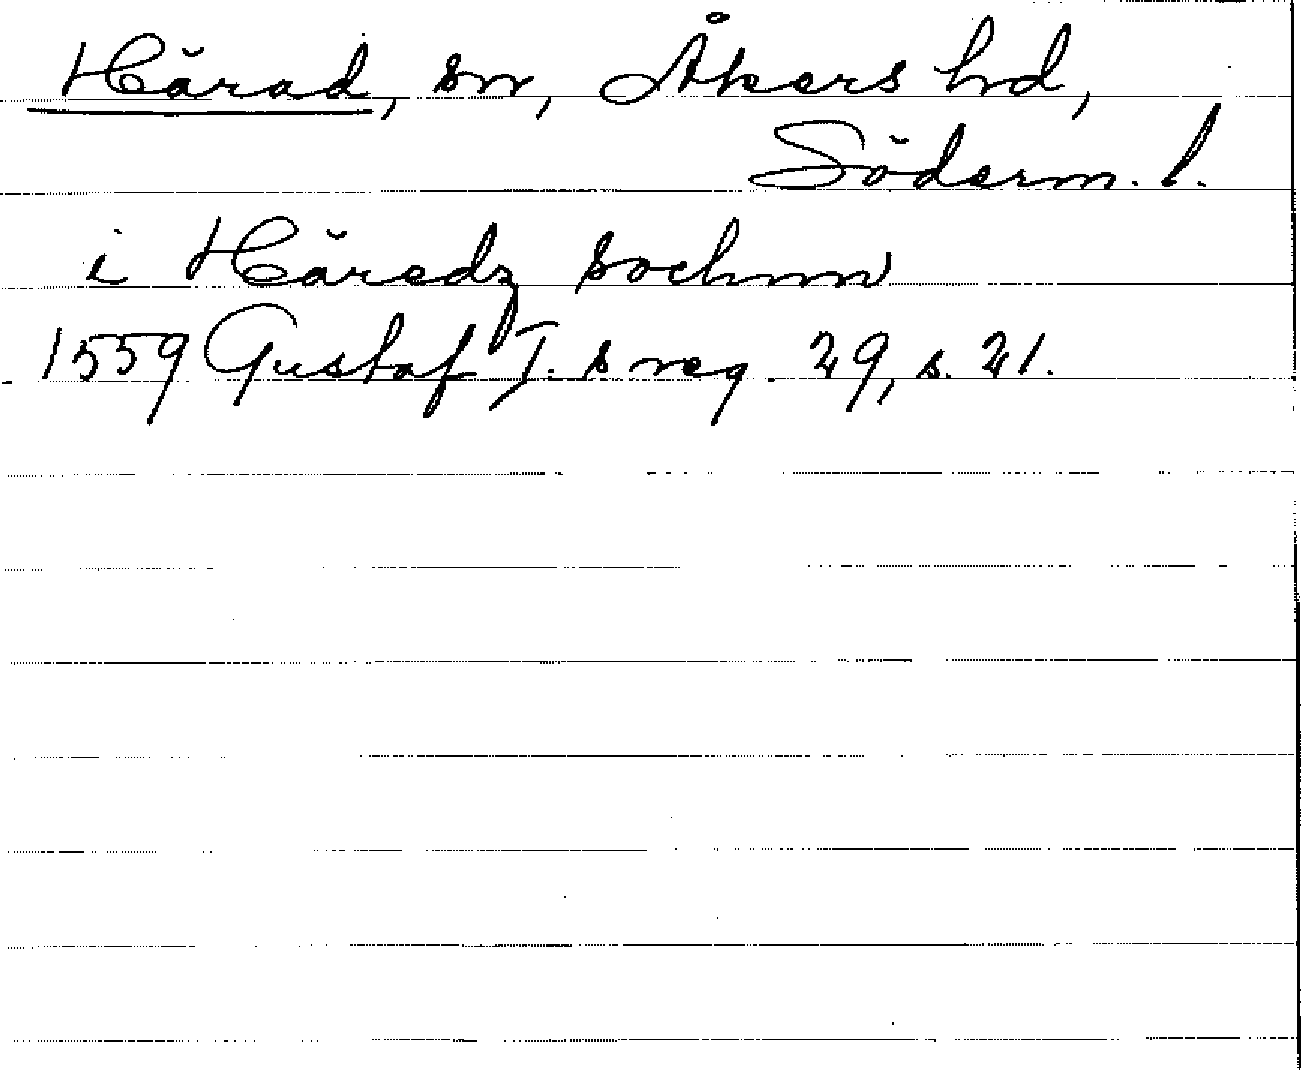 Härad, sn, Åkers hd,
Söderm. l.
i Häredz sochnn
1559 Gustaf I. s reg. 29, s. 21.